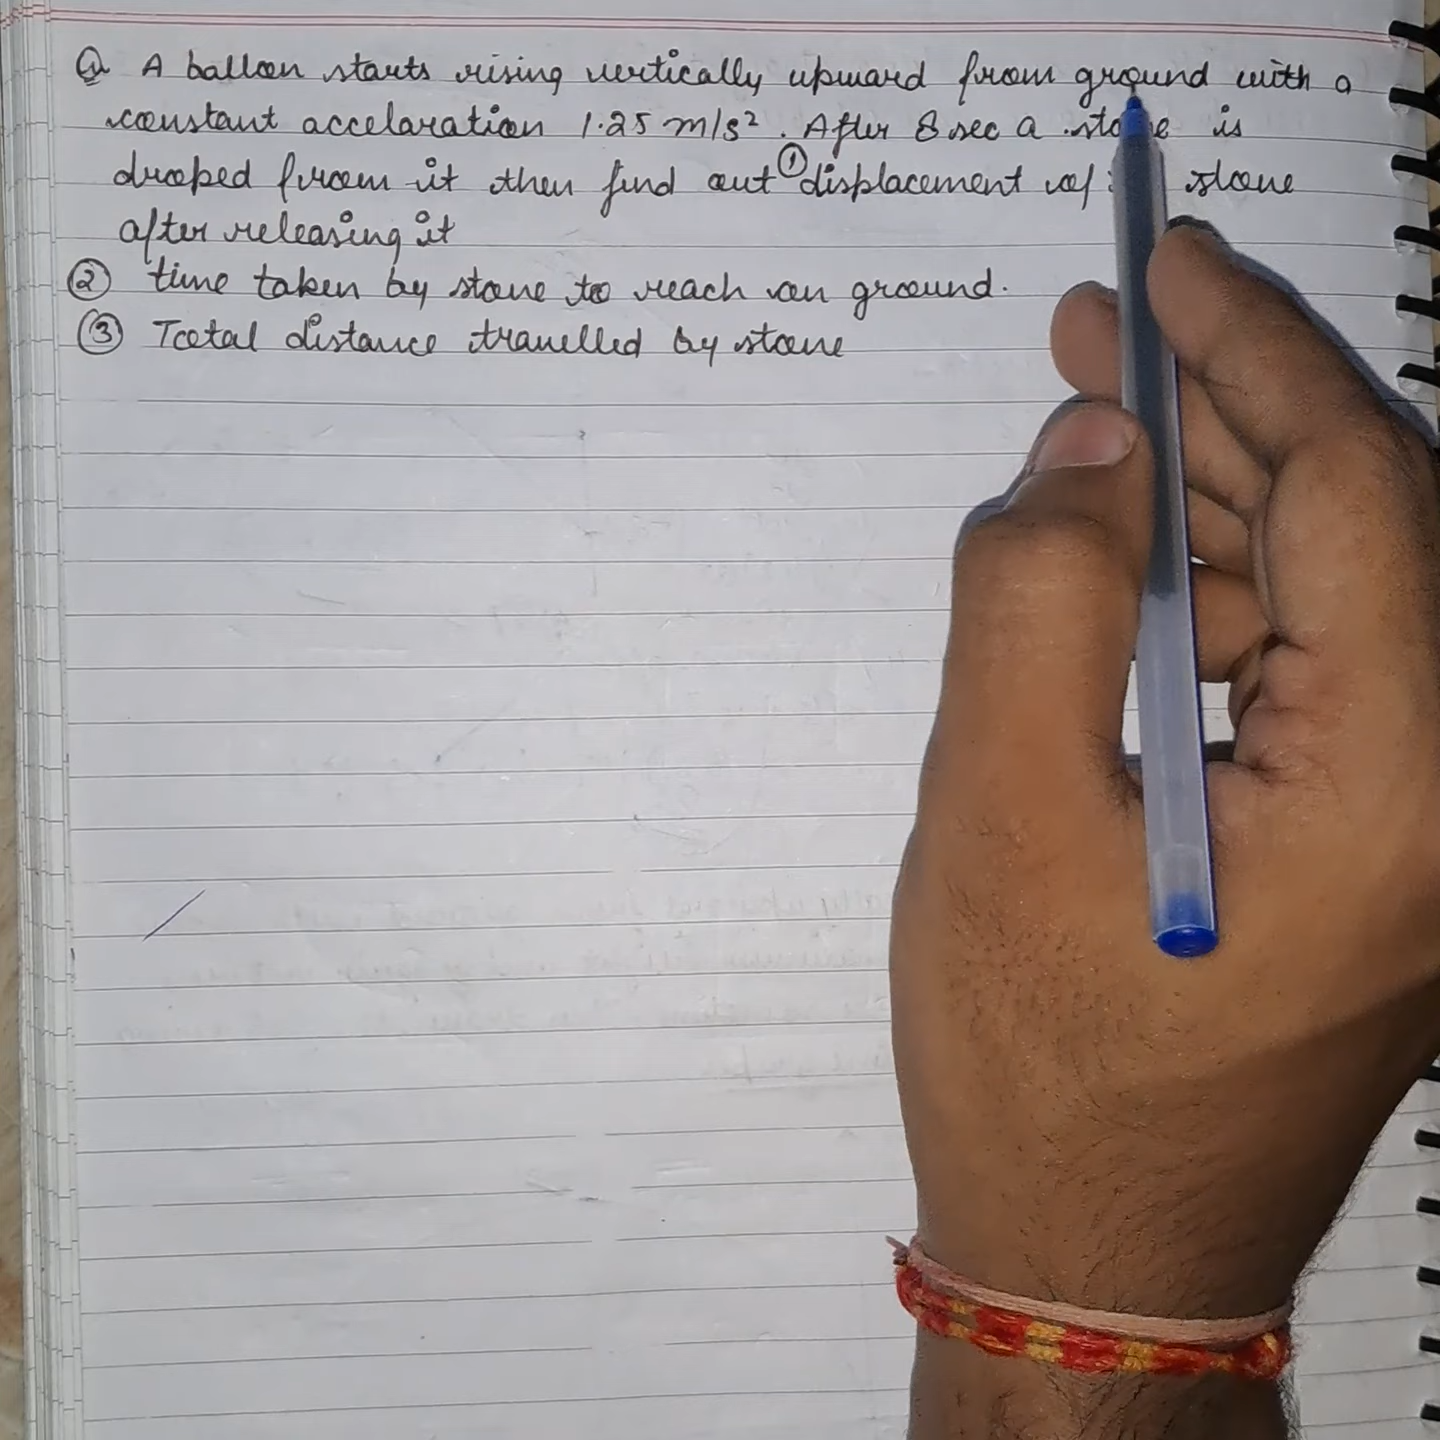 Q A balloon starts rising vertically upward from ground with a
constant accelaration 1.25 m/s². After 8 sec a stone is
droped from it then find out ① displacement of stone
after releasing it
② time taken by stone to reach on ground.
③ Total distance travelled by stone